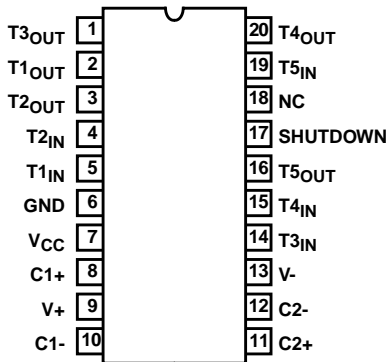 T3OUT 1 20 T4OUT
T1OUT 2 19 T5IN
T2OUT 3 18 NC
T2IN 4 17 SHUTDOWN
T1IN 5 16 T5OUT
GND 6 15 T4IN
VCC 7 14 T3IN
C1+ 8 13 V-
V+ 9 12 C2-
C1- 10 11 C2+